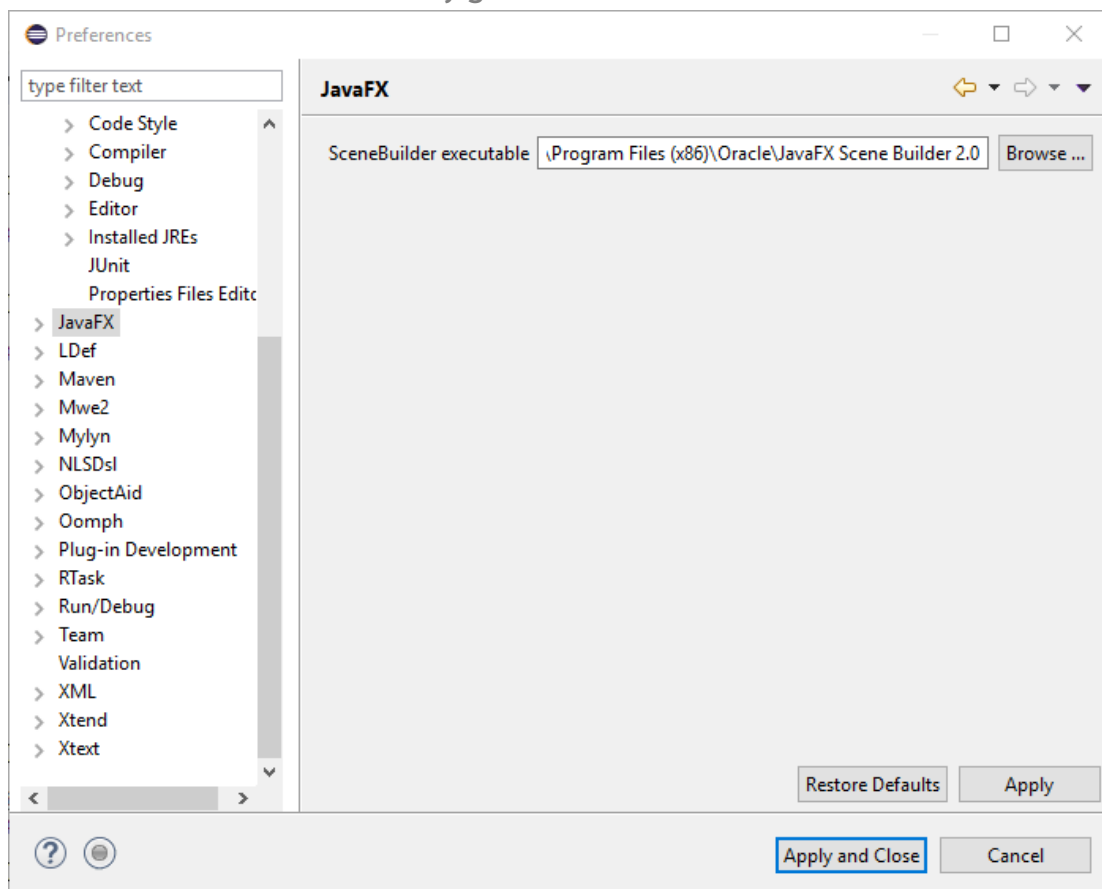 Preferences
type filter text
JavaFX
Code Style
Compiler
Debug
Editor
Installed JREs
JUnit
Properties Files Edito
JavaFX
LDef
Maven
Mwe2
Mylyn
NLSDsl
ObjectAid
Oomph
Plug-in Development
RTask
Run/Debug
Team
Validation
XML
Xtend
Xtext
SceneBuilder executable \Program Files (x86)\Oracle\JavaFX Scene Builder 2.0 Browse ...
Restore Defaults Apply
? Apply and Close Cancel